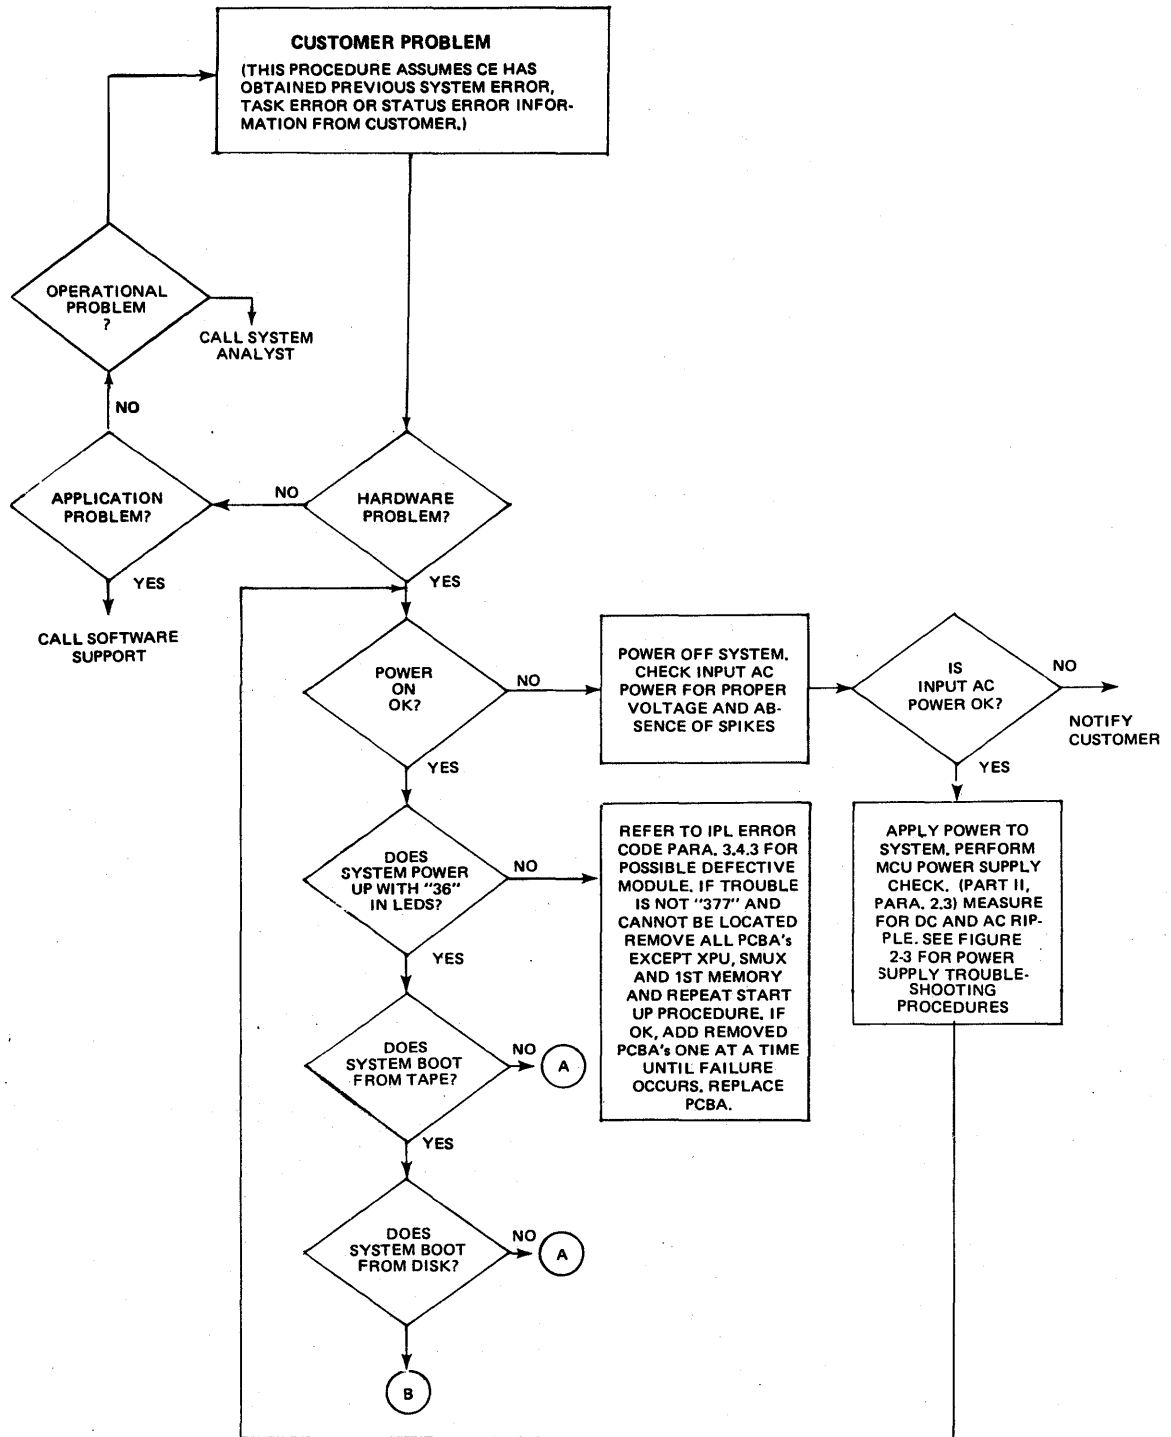 CUSTOMER PROBLEM
(THIS PROCEDURE ASSUMES CE HAS
OBTAINED PREVIOUS SYSTEM ERROR,
TASK ERROR OR STATUS ERROR INFOR-
MATION FROM CUSTOMER.)
OPERATIONAL
PROBLEM
?
CALL SYSTEM
ANALYST
NO
APPLICATION
PROBLEM?
NO
HARDWARE
PROBLEM?
YES
CALL SOFTWARE
SUPPORT
YES
POWER
ON
OK?
NO
POWER OFF SYSTEM.
CHECK INPUT AC
POWER FOR PROPER
VOLTAGE AND AB-
SENCE OF SPIKES
IS
INPUT AC
POWER OK?
NO
NOTIFY
CUSTOMER
YES
YES
DOES
SYSTEM POWER
UP WITH "36"
IN LEDS?
NO
REFER TO IPL ERROR
CODE PARA. 3.4.3 FOR
POSSIBLE DEFECTIVE
MODULE. IF TROUBLE
IS NOT "377" AND
CANNOT BE LOCATED
REMOVE ALL PCBA's
EXCEPT XPU, SMUX
AND 1ST MEMORY
AND REPEAT START
UP PROCEDURE. IF
OK, ADD REMOVED
PCBA's ONE AT A TIME
UNTIL FAILURE
OCCURS. REPLACE
PCBA.
APPLY POWER TO
SYSTEM. PERFORM
MCU POWER SUPPLY
CHECK. (PART II,
PARA. 2.3) MEASURE
FOR DC AND AC RIP-
PLE. SEE FIGURE
2-3 FOR POWER
SUPPLY TROUBLE-
SHOOTING
PROCEDURES
YES
DOES
SYSTEM BOOT
FROM TAPE?
NO
A
YES
DOES
SYSTEM BOOT
FROM DISK?
NO
A
B